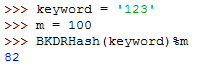 >>> keyword = '123'
>>> m = 100
>>> BKDRHash(keyword)%m
82